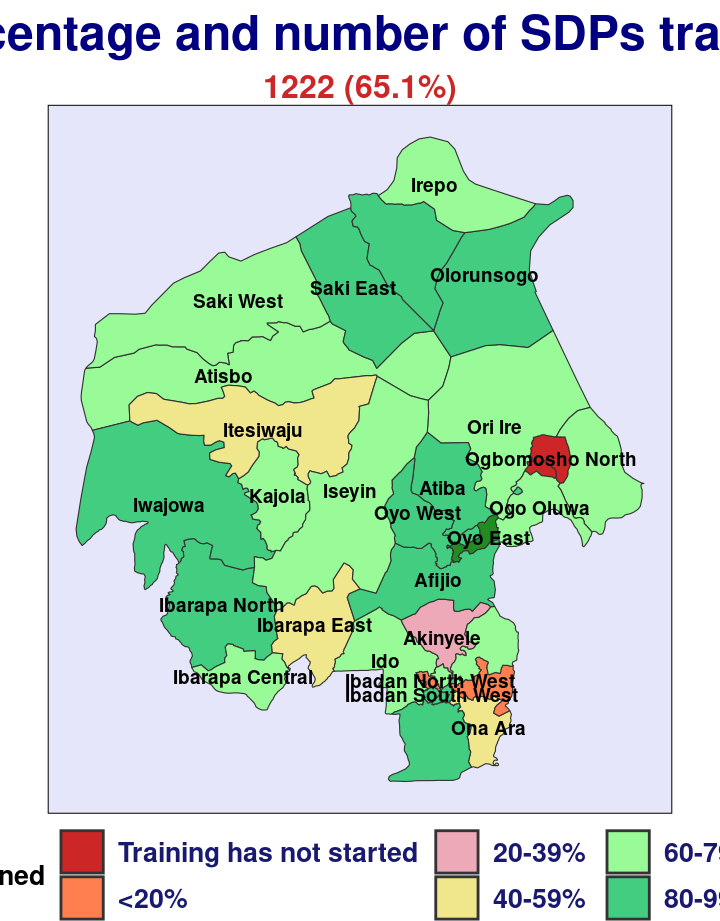 centage and number of SDPs tra
1222 (65.1%)
Irepo
Olorunsogo
Saki East
Saki West
Atisbo
Itesiwaju
Ori Ire
Ogbomosho North
Kajola
Iseyin
Atiba
Iwajowa
Oyo West
Ogo Oluwa
Oyo East
Afijio
Ibarapa North
Ibarapa East
Akinyele
Ido
Ibarapa Central
Ibadan North West
Ibadan South West
Ona Ara
ned
Training has not started
20-39%
60-79
<20%
40-59%
80-99